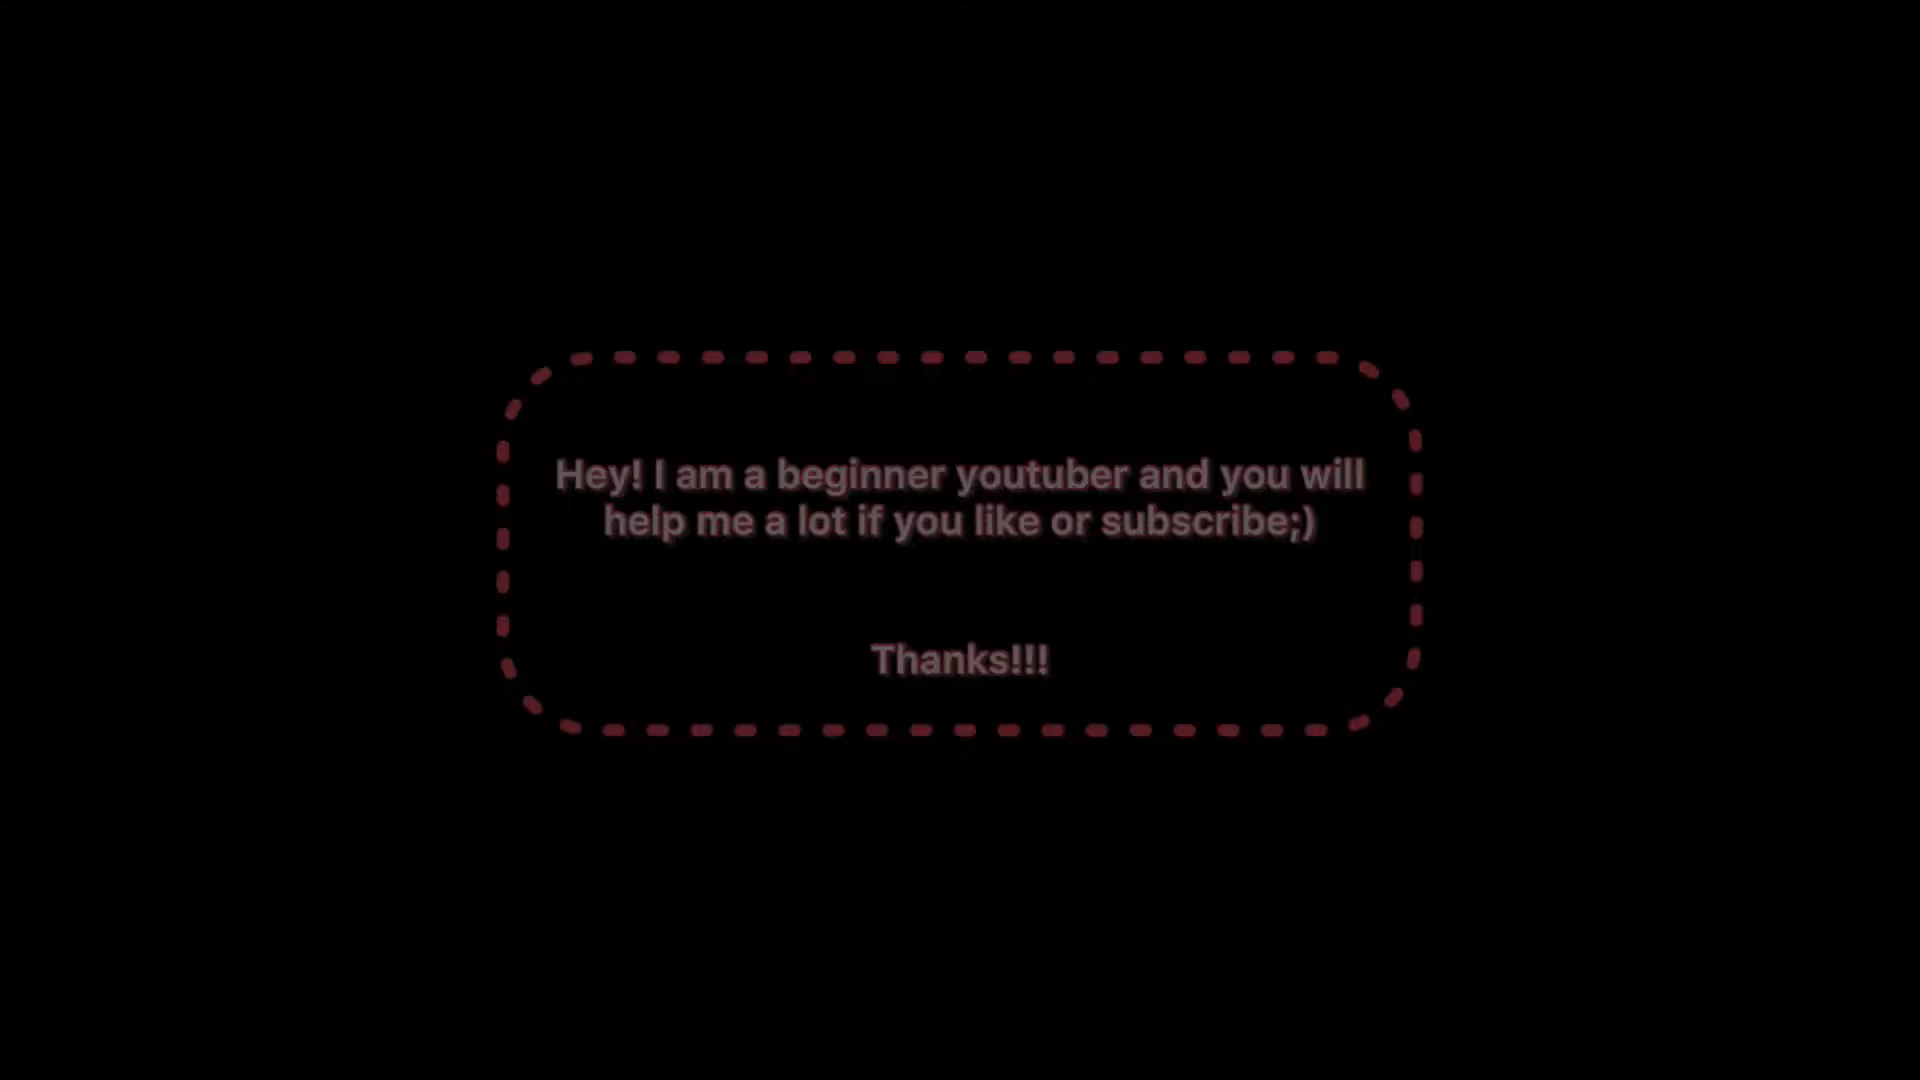 Hey! I am a beginner youtuber and you will
help me a lot if you like or subscribe;)
Thanks!!!